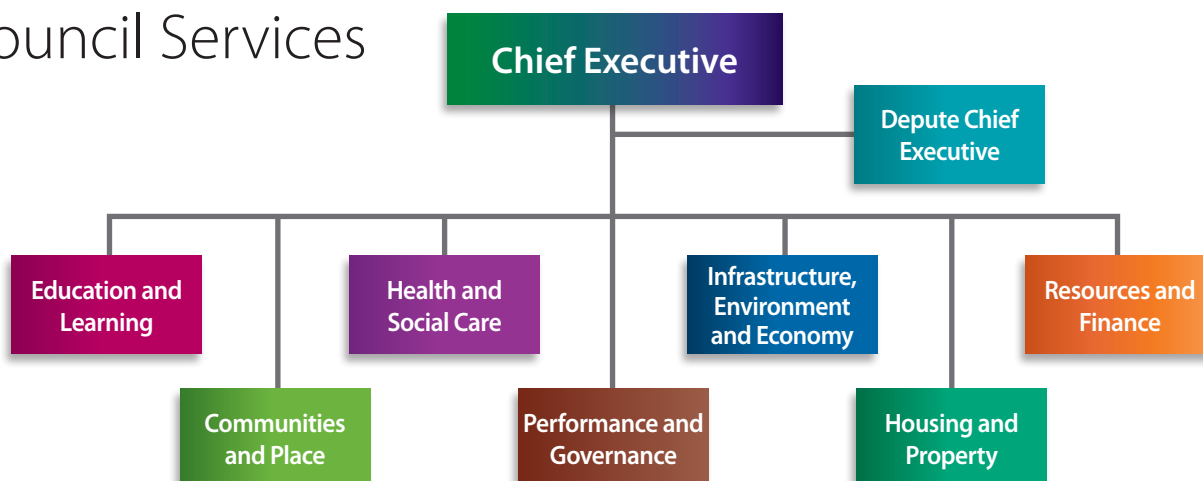 ouncil Services
Chief Executive
Depute Chief
Executive
Education and
Learning
Health and
Social Care
Infrastructure,
Environment
and Economy
Resources and
Finance
Communities
and Place
Performance and
Governance
Housing and
Property